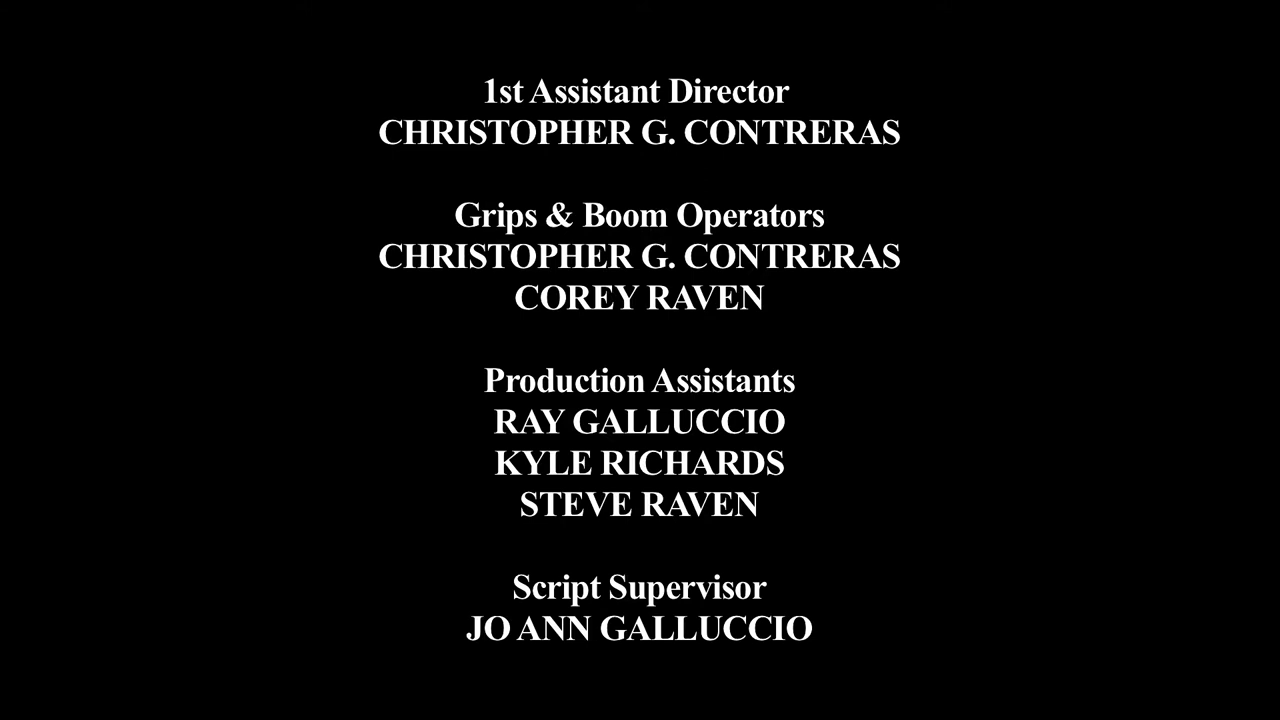 1st Assistant Director
CHRISTOPHER G. CONTRERAS
Grips & Boom Operators
CHRISTOPHER G. CONTRERAS
COREY RAVEN
Production Assistants
RAY GALLUCCIO
KYLE RICHARDS
STEVE RAVEN
Script Supervisor
JO ANN GALLUCCIO